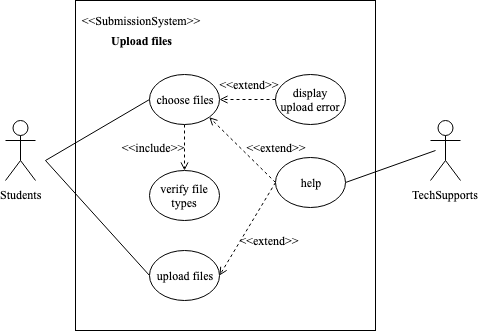 <<SubmissionSystem>>
Upload files
choose files
<<extend>>
display
upload error
<<include>>
<<extend>>
Students
verify file
types
help
TechSupports
<<extend>>
upload files